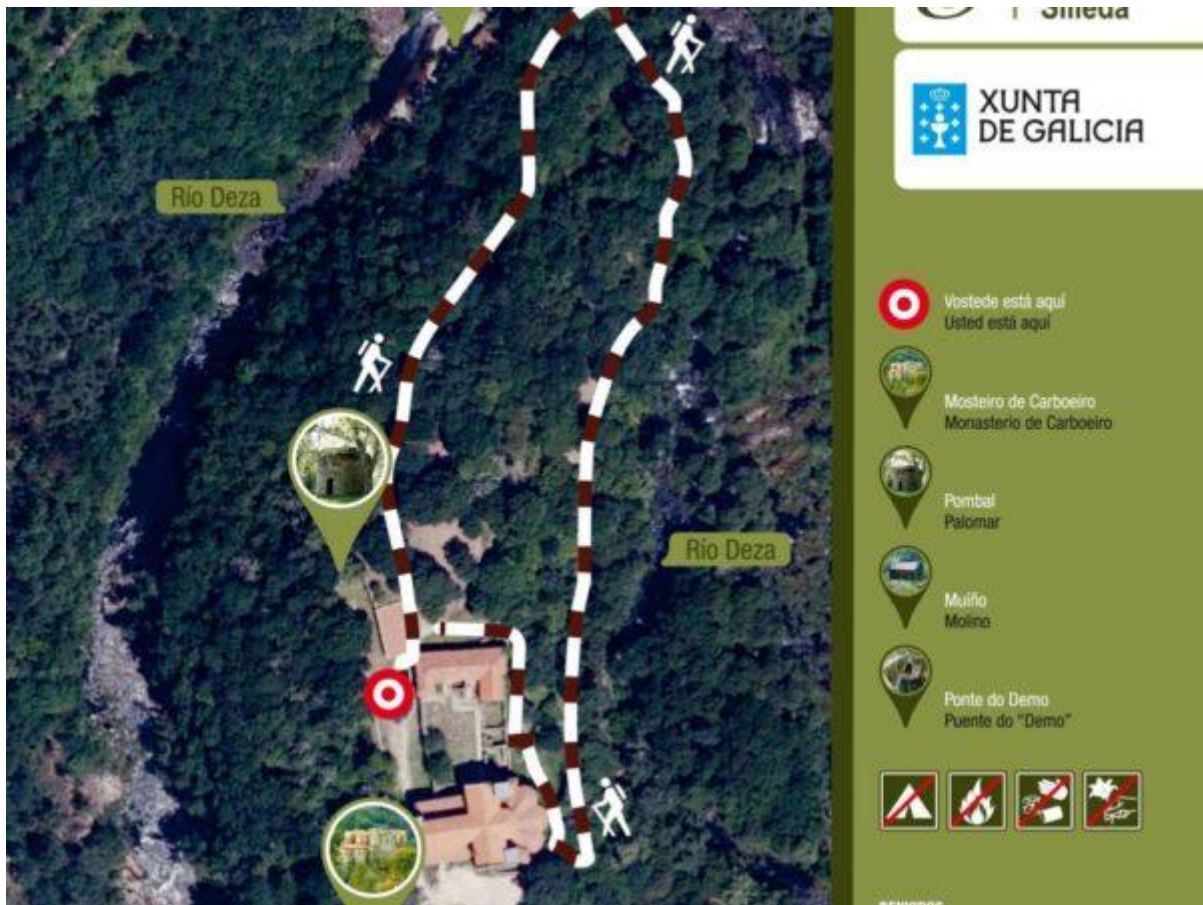 Silleda
XUNTA
DE GALICIA
Río Deza
Río Deza
Vostede está aquí
Usted está aquí
Mosteiro de Carboeiro
Monasterio de Carboeiro
Pombal
Palomar
Muíño
Molino
Ponte do Demo
Puente do "Demo"